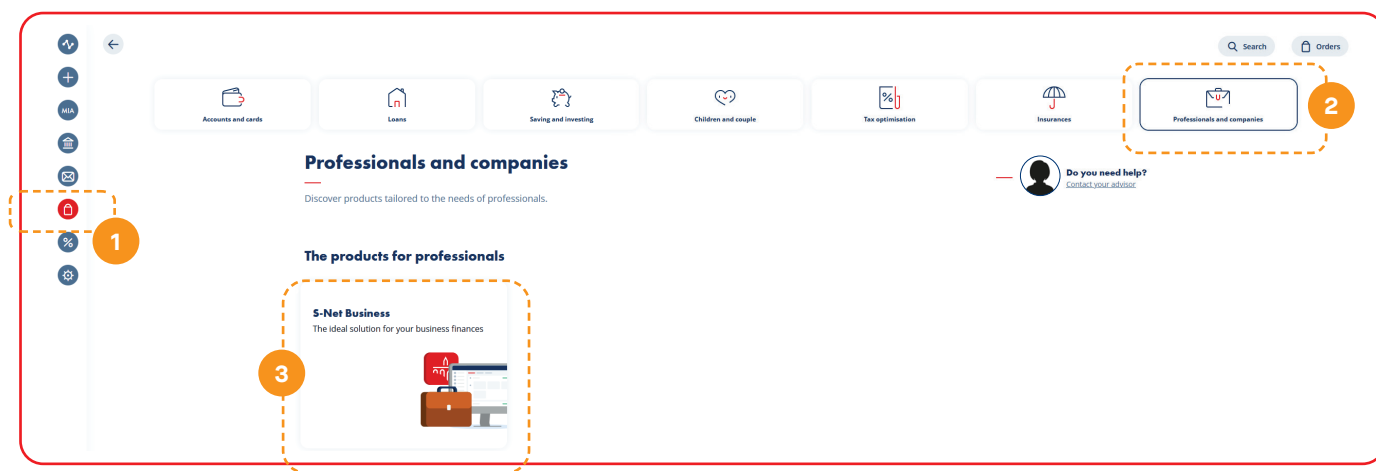 Search
Orders
MIA
Accounts and cards
Loans
Saving and investing
Children and couple
Tax optimisation
Insurances
Professionals and companies
2
Professionals and companies
Do you need help?
Contact your advisor
Discover products tailored to the needs of professionals.
%
1
The products for professionals
S-Net Business
The ideal solution for your business finances
3